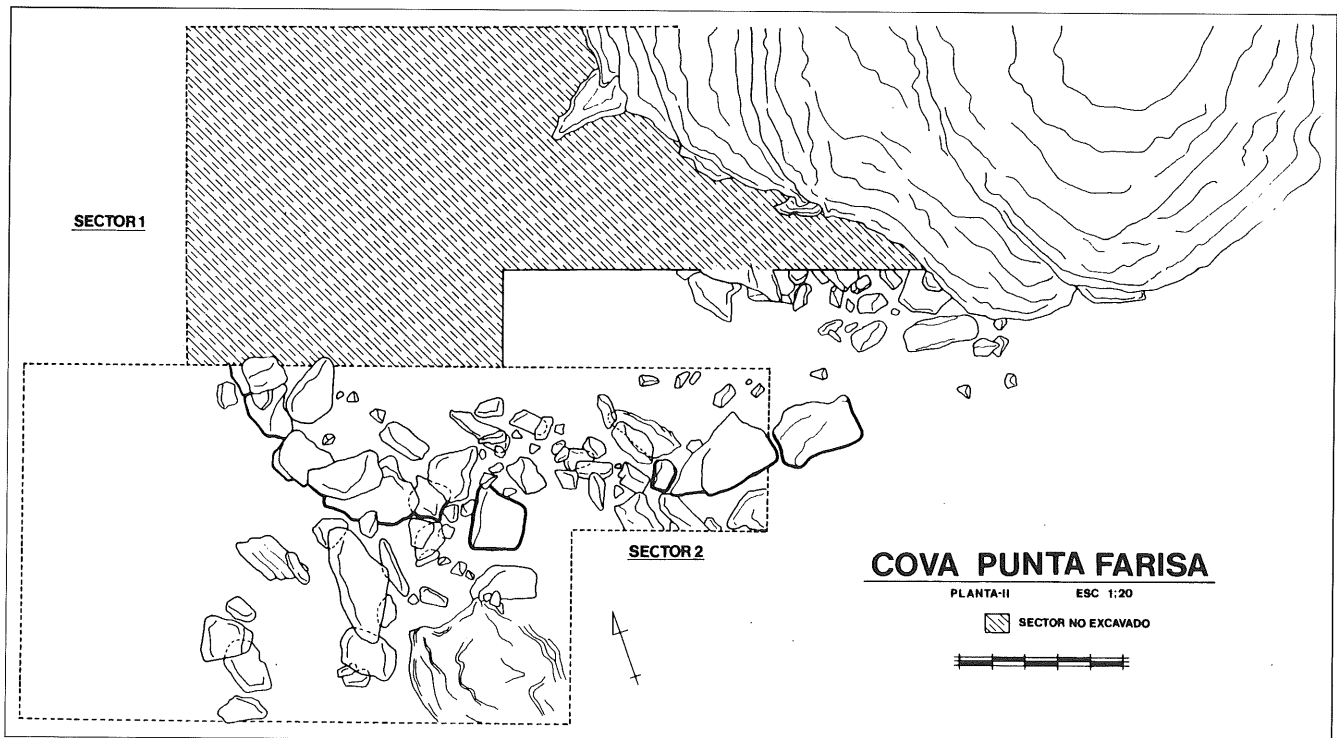 SECTOR 1
SECTOR 2
COVA PUNTA FARISA
PLANTA-II ESC 1:20
SECTOR NO EXCAVADO